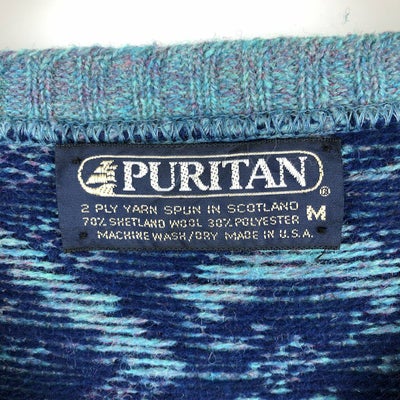 PURITAN®
2 PLY YARN SPUN IN SCOTLAND
70% SHETLAND WOOL 30% POLYESTER
MACHINE WASH/DRY MADE IN U.S.A.
M